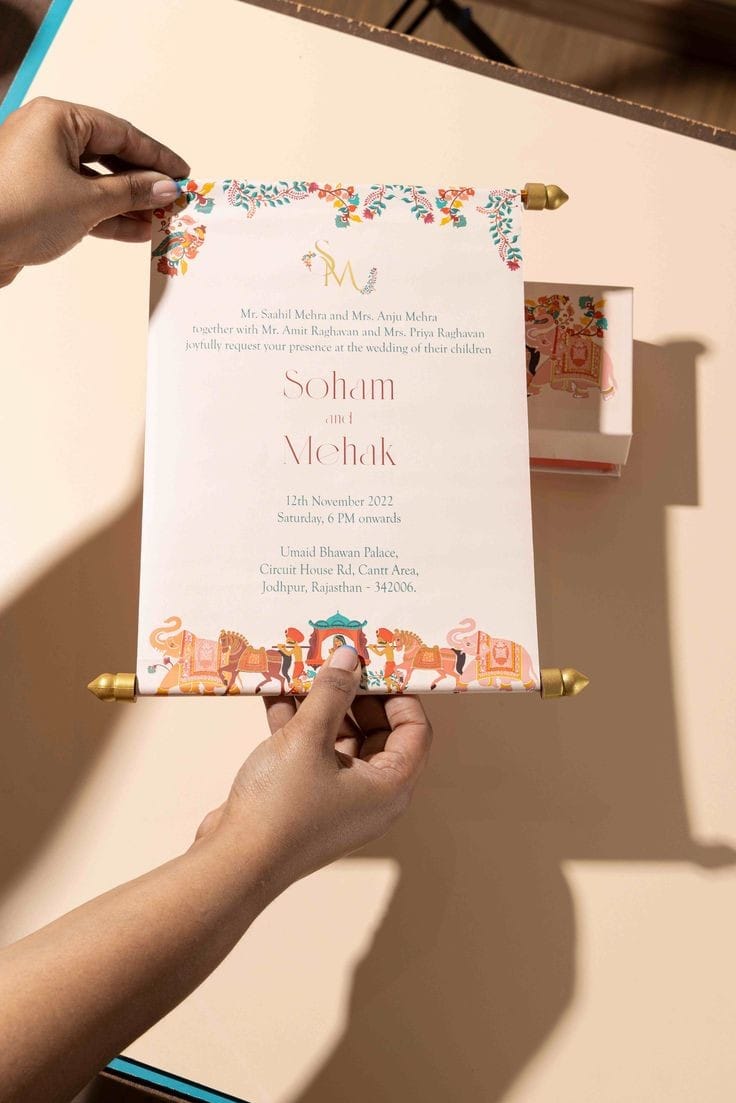 SM
Mr. Saahil Mehra and Mrs. Anju Mehra
together with Mr. Amit Raghavan and Mrs. Priya Raghavan
joyfully request your presence at the wedding of their children
Soham
and
Mehak
12th November 2022
Saturday, 6 PM onwards
Umaid Bhawan Palace,
Circuit House Rd, Cantt Area,
Jodhpur, Rajasthan - 342006.